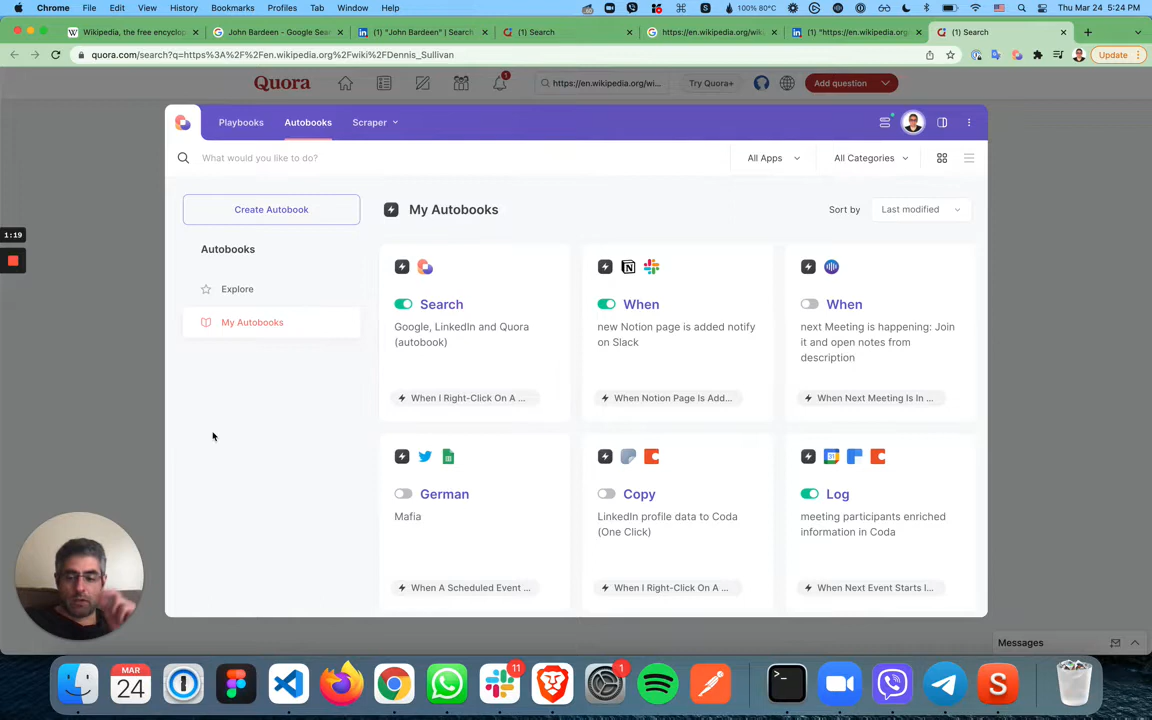 Chrome File Edit View History Bookmarks Profiles Tab Window Help 100% 80°C Thu Mar 24 5:24 PM
Wikipedia, the free encyclop John Bardeen - Google Sear (1) "John Bardeen" | Search (1) Search https://en.wikipedia.org/wiki (1) "https://en.wikipedia.or (1) Search
quora.com/search?q=https%3A%2F%2Fen.wikipedia.org%2Fwiki%2FDennis_Sullivan Update
Quora 1 https://en.wikipedia.org/wi... Try Quora+ Add question
Playbooks Autobooks Scraper
What would you like to do? All Apps All Categories
Create Autobook My Autobooks Sort by Last modified
1:19
Autobooks
Explore
My Autobooks
Search
Google, LinkedIn and Quora
(autobook)
When I Right-Click On A ...
When
new Notion page is added notify
on Slack
When Notion Page Is Add...
When
next Meeting is happening: Join
it and open notes from
description
When Next Meeting Is In ...
German
Mafia
When A Scheduled Event ...
Copy
LinkedIn profile data to Coda
(One Click)
When I Right-Click On A ...
Log
meeting participants enriched
information in Coda
When Next Event Starts I...
Messages
MAR
24
11
1